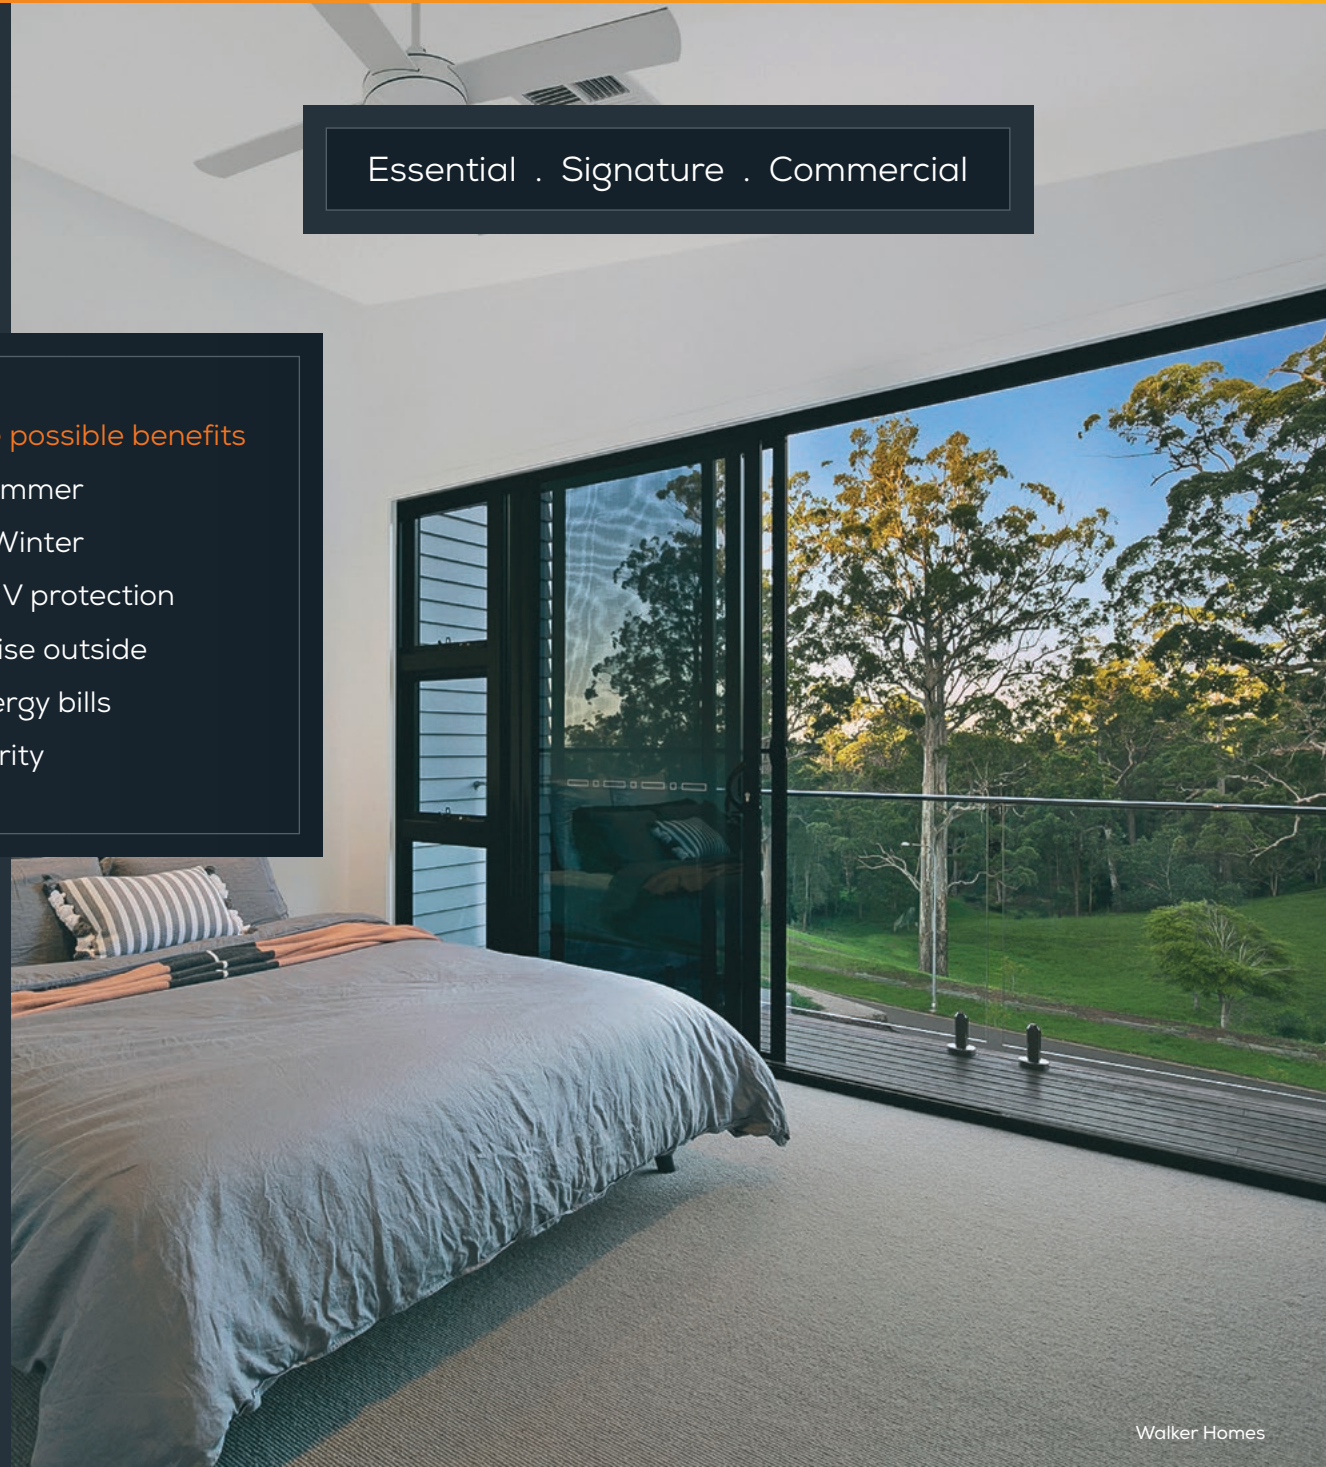 Essential . Signature . Commercial
possible benefits
mmer
Winter
V protection
ise outside
ergy bills
rity
Walker Homes